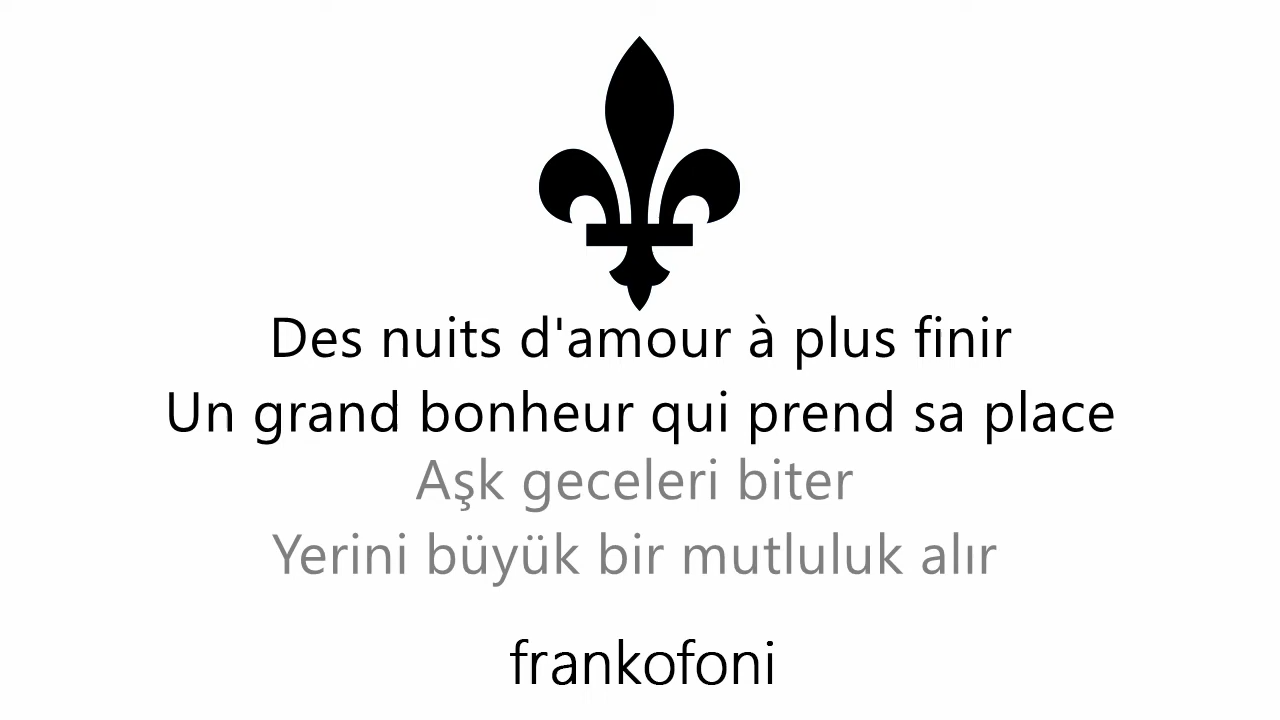 Des nuits d'amour à plus finir
Un grand bonheur qui prend sa place
Aşk geceleri biter
Yerini büyük bir mutluluk alır
frankofoni